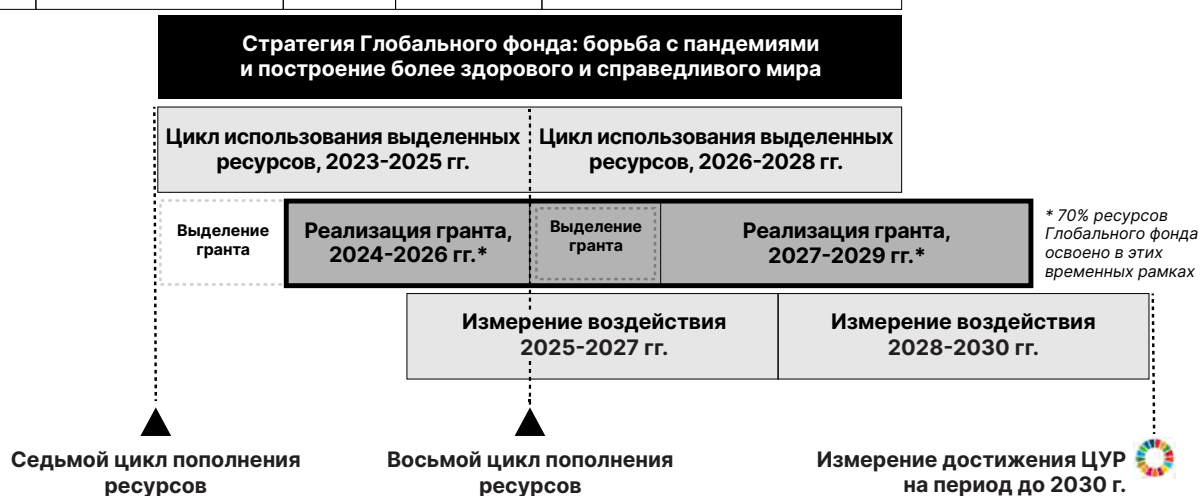 Стратегия Глобального фонда: борьба с пандемиями
и построение более здорового и справедливого мира
Цикл использования выделенных
ресурсов, 2023-2025 гг.
Цикл использования выделенных
ресурсов, 2026-2028 гг.
Выделение
гранта
Реализация гранта,
2024-2026 гг.*
Выделение
гранта
Реализация гранта,
2027-2029 гг.*
* 70% ресурсов
Глобального фонда
освоено в этих
временных рамках
Измерение воздействия
2025-2027 гг.
Измерение воздействия
2028-2030 гг.
Седьмой цикл пополнения
ресурсов
Восьмой цикл пополнения
ресурсов
Измерение достижения ЦУР
на период до 2030 г.